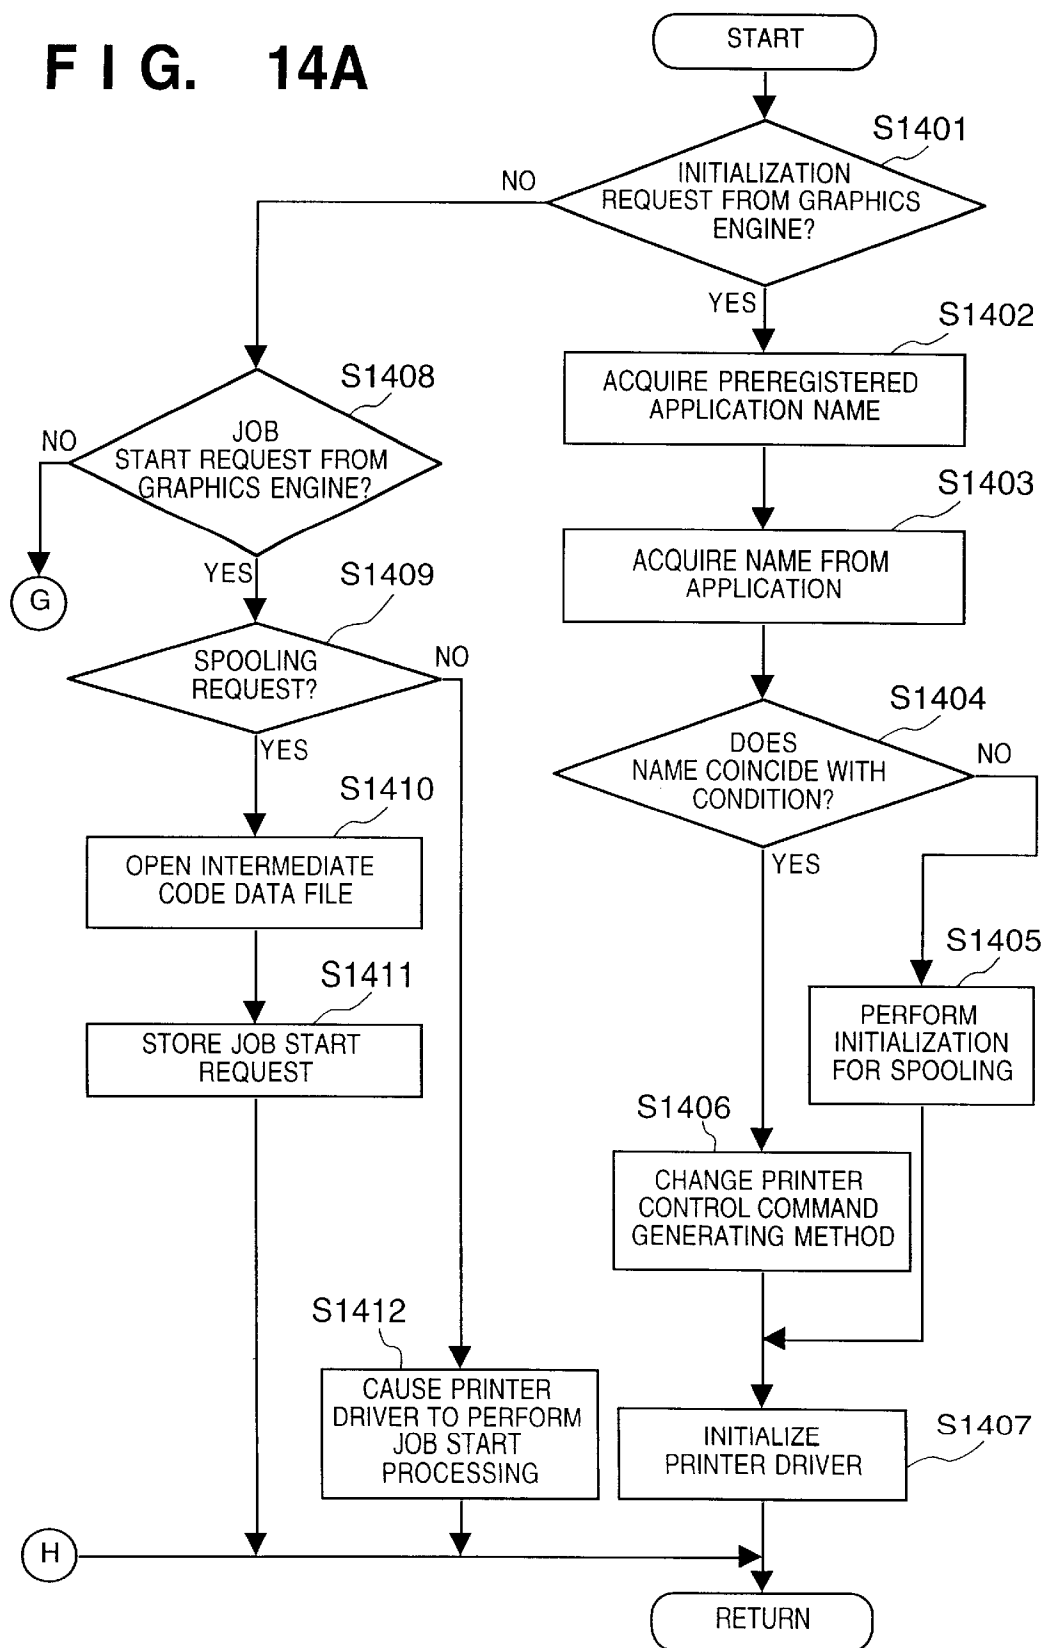 FIG. 14A
START
S1401
INITIALIZATION
REQUEST FROM GRAPHICS
ENGINE?
NO
YES
S1402
ACQUIRE PREREGISTERED
APPLICATION NAME
S1403
ACQUIRE NAME FROM
APPLICATION
S1404
DOES
NAME COINCIDE WITH
CONDITION?
NO
YES
S1405
PERFORM
INITIALIZATION
FOR SPOOLING
S1406
CHANGE PRINTER
CONTROL COMMAND
GENERATING METHOD
S1407
INITIALIZE
PRINTER DRIVER
S1408
JOB
START REQUEST FROM
GRAPHICS ENGINE?
NO
G
YES
S1409
SPOOLING
REQUEST?
NO
YES
S1410
OPEN INTERMEDIATE
CODE DATA FILE
S1411
STORE JOB START
REQUEST
S1412
CAUSE PRINTER
DRIVER TO PERFORM
JOB START
PROCESSING
H
RETURN